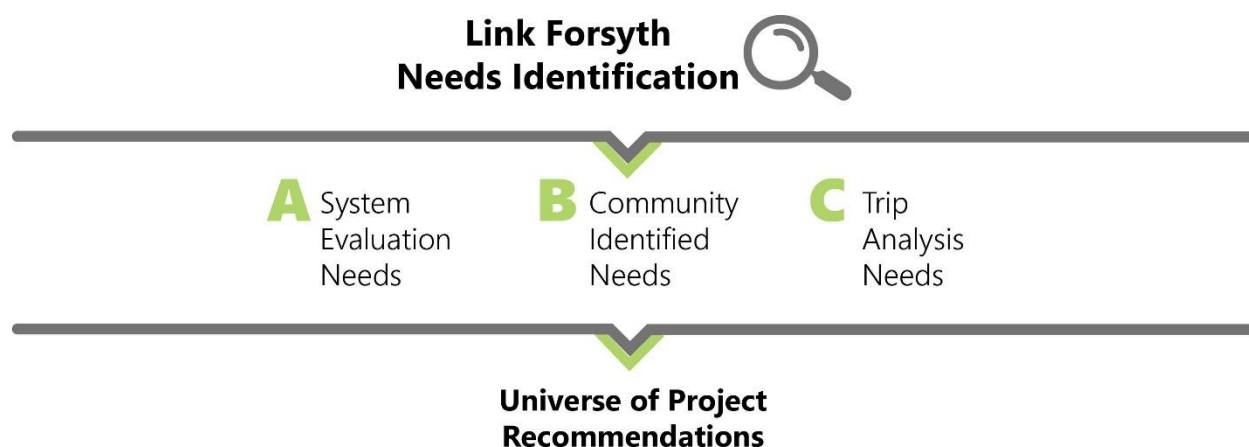 Link Forsyth
Needs Identification
A System
Evaluation
Needs
B Community
Identified
Needs
C Trip
Analysis
Needs
Universe of Project
Recommendations